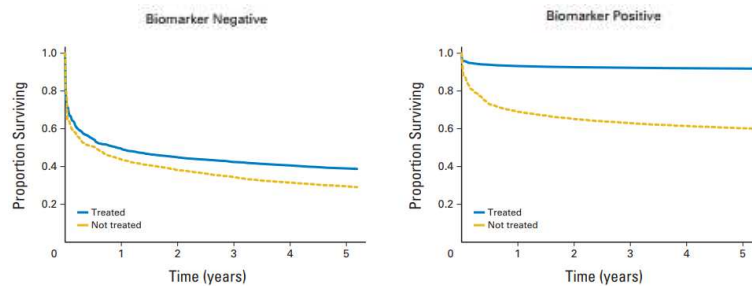 Biomarker Negative
Proportion Surviving
1.0
0.8
0.6
0.4
0.2
0
1
2
3
4
5
Treated
Not treated
Time (years)
Biomarker Positive
Proportion Surviving
1.0
0.8
0.6
0.4
0.2
0
1
2
3
4
5
Treated
Not treated
Time (years)